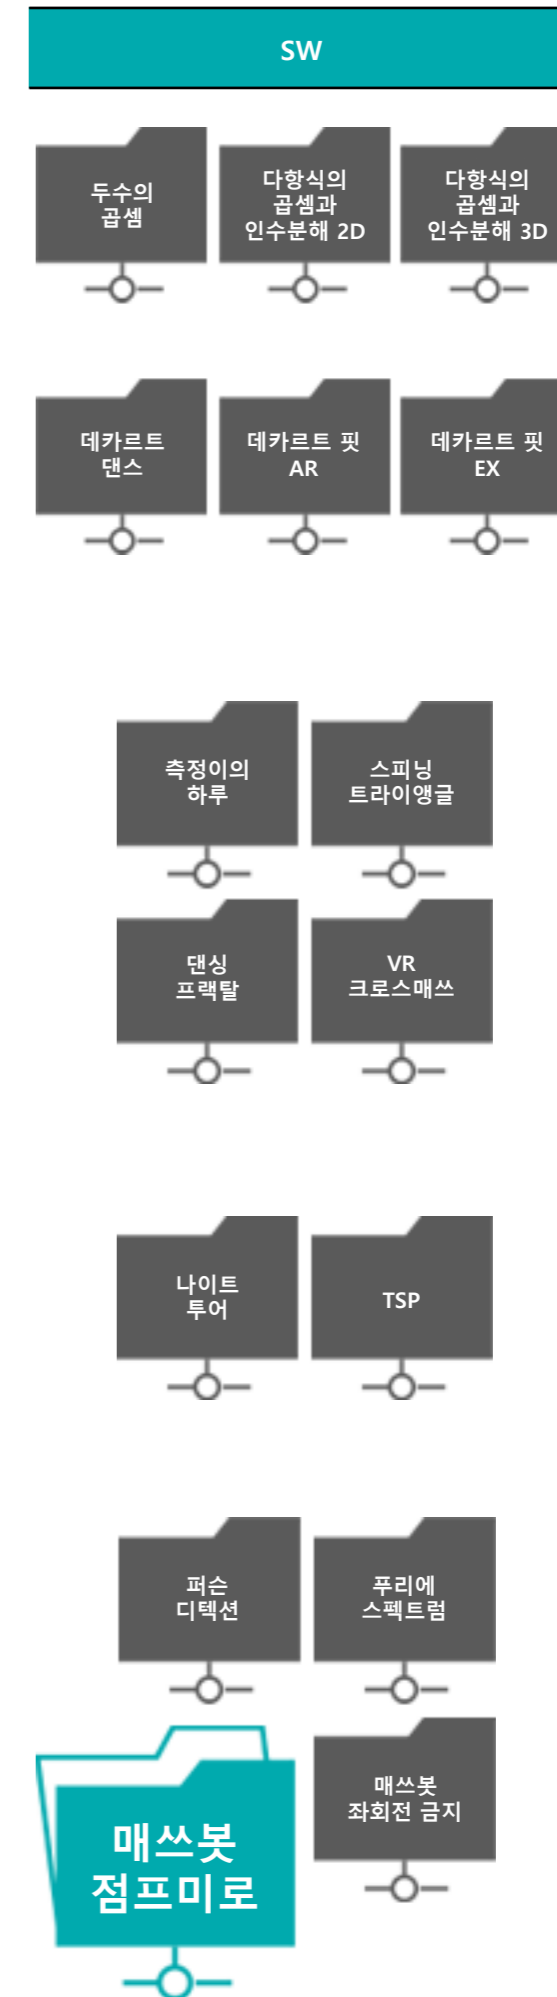 SW
두수의
곱셈
다항식의
곱셈과
인수분해 2D
다항식의
곱셈과
인수분해 3D
데카르트
댄스
데카르트 핏
AR
데카르트 핏
EX
측정이의
하루
스피닝
트라이앵글
댄싱
프랙탈
VR
크로스매쓰
나이트
투어
TSP
퍼슨
디텍션
푸리에
스펙트럼
매쓰봇
점프미로
매쓰봇
좌회전 금지